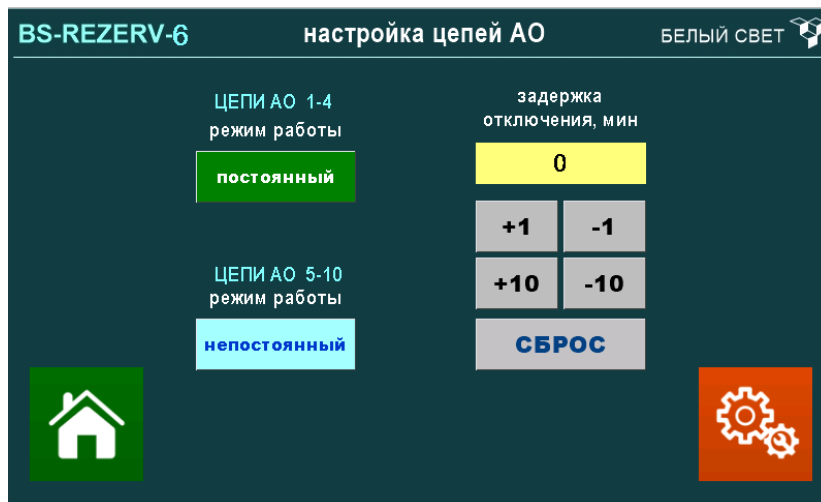 BS-REZERV-6
настройка цепей АО
БЕЛЫЙ СВЕТ
ЦЕПИ АО 1-4
режим работы
постоянный
задержка
отключения, мин
0
+1
-1
+10
-10
СБРОС
ЦЕПИ АО 5-10
режим работы
непостоянный